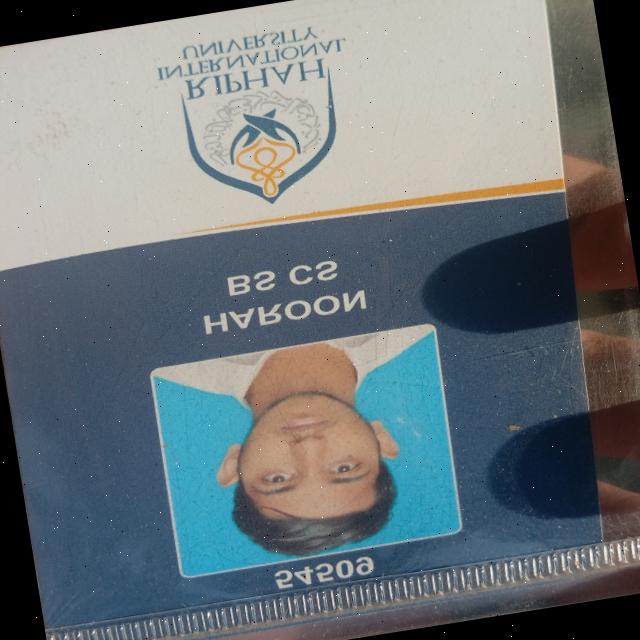 54509
HAROON
BS CS
RIPHAH
INTERNATIONAL
UNIVERSITY